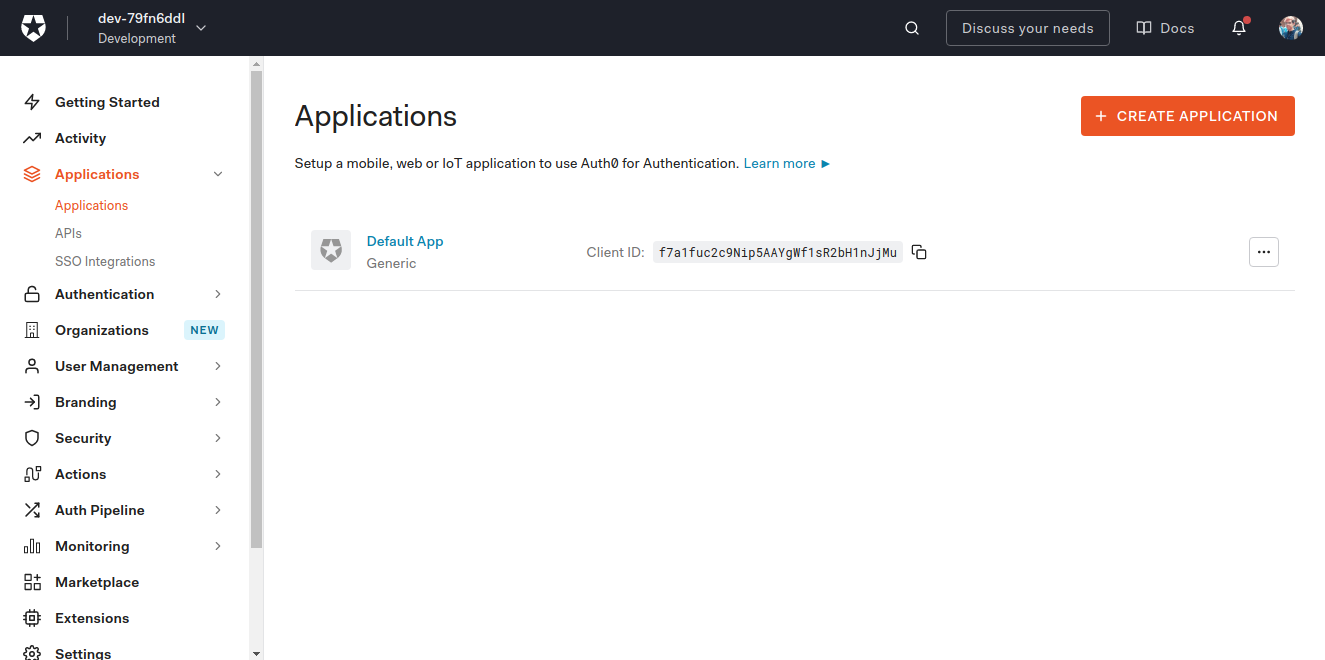 dev-79fn6ddl
Development
Discuss your needs
Docs
Getting Started
Activity
Applications
Applications
APIs
SSO Integrations
Authentication
Organizations NEW
User Management
Branding
Security
Actions
Auth Pipeline
Monitoring
Marketplace
Extensions
Settings
Applications
+ CREATE APPLICATION
Setup a mobile, web or IoT application to use Auth0 for Authentication. Learn more ►
Default App
Generic
Client ID: f7a1fuc2c9Nip5AAYgWf1sR2bH1nJjMu